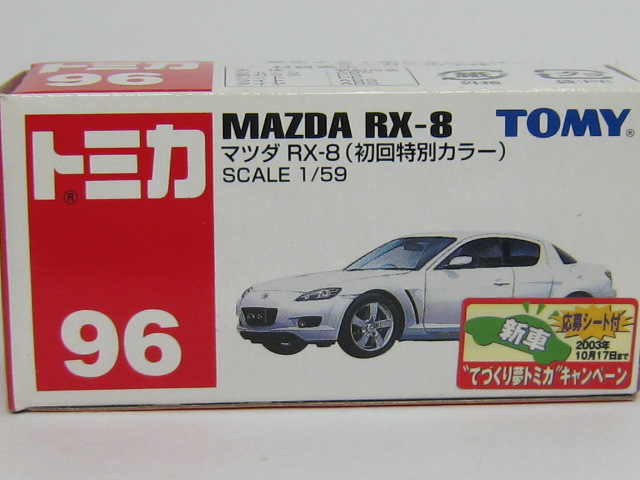 トミカ
96
トミカ®
96
MAZDA RX-8
マツダ RX-8(初回特別カラー)
SCALE 1/59
TOMY®
新車
応募シート付
2003年
10月17日まで
“てづくり夢トミカ”キャンペーン